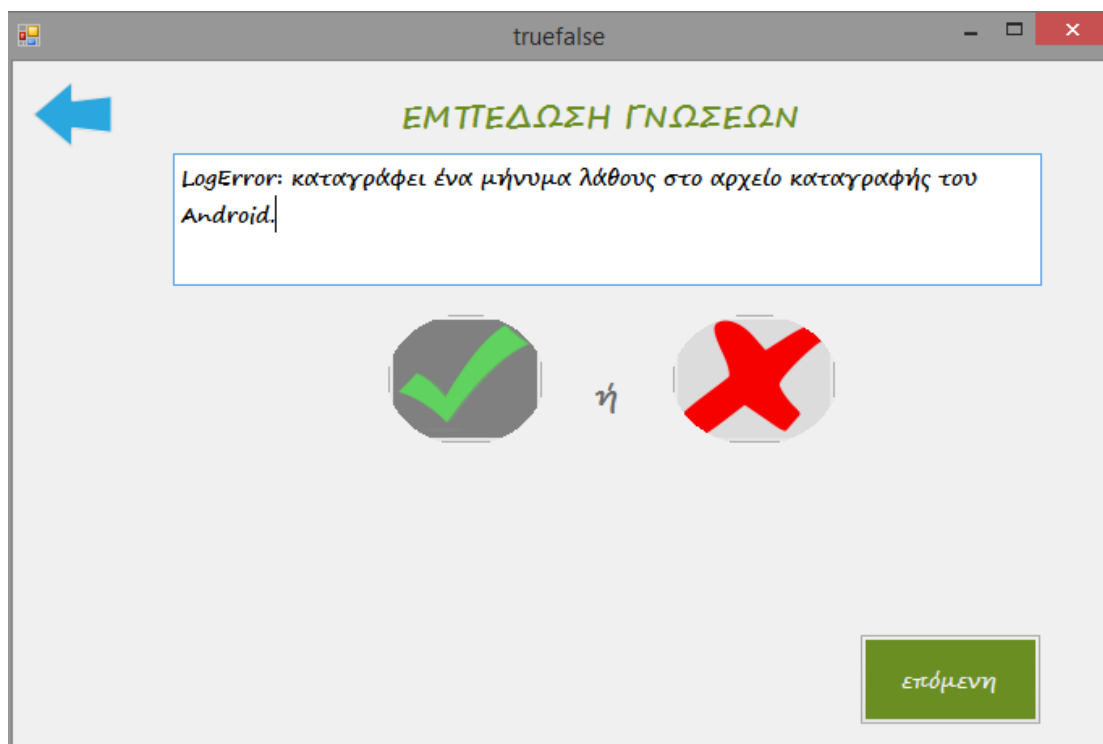 truefalse
ΕΜΠΕΔΩΣΗ ΓΝΩΣΕΩΝ
LogError: καταγράφει ένα μήνυμα λάθους στο αρχείο καταγραφής του
Android.
ή
επόμενη